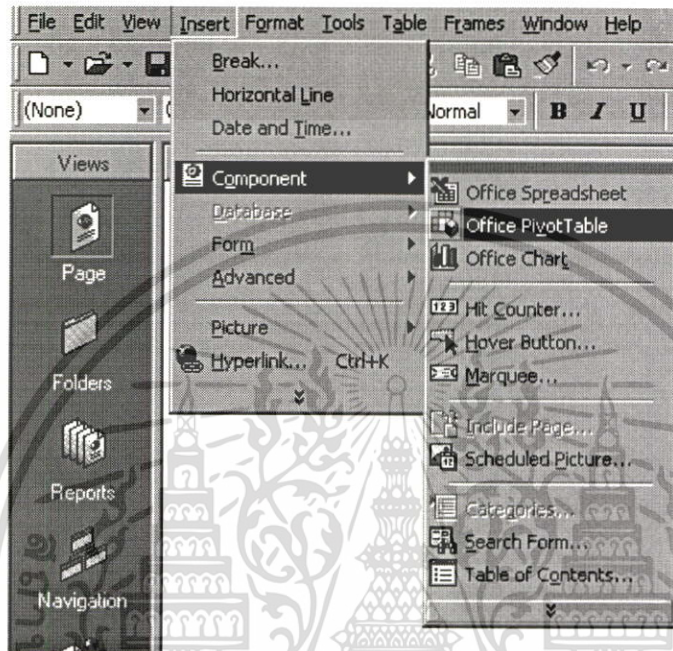 File Edit View Insert Format Tools Table Frames Window Help
(None) Normal B I U
Break...
Horizontal Line
Date and Time...
Component
Database
Form
Advanced
Picture
Hyperlink... Ctrl+K
Office Spreadsheet
Office PivotTable
Office Chart
Hit Counter...
Hover Button...
Marquee...
Include Page...
Scheduled Picture...
Categories...
Search Form...
Table of Contents...
Views
Page
Folders
Reports
Navigation